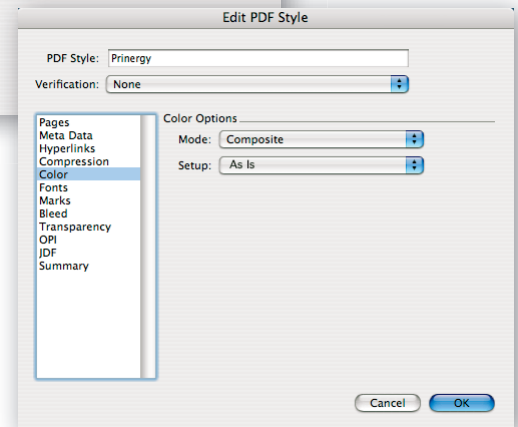 Edit PDF Style
PDF Style: Prinergy
Verification: None
Pages
Meta Data
Hyperlinks
Compression
Color
Fonts
Marks
Bleed
Transparency
OPI
JDF
Summary
Color Options
Mode: Composite
Setup: As Is
Cancel OK